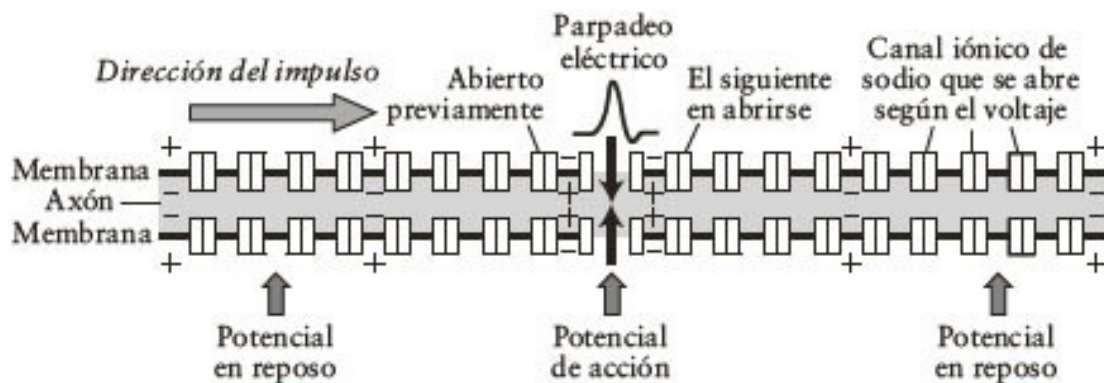 Parpadeo
eléctrico
Dirección del impulso
Abierto
previamente
El siguiente
en abrirse
Canal iónico de
sodio que se abre
según el voltaje
Membrana
Axón
Membrana
Potencial
en reposo
Potencial
de acción
Potencial
en reposo